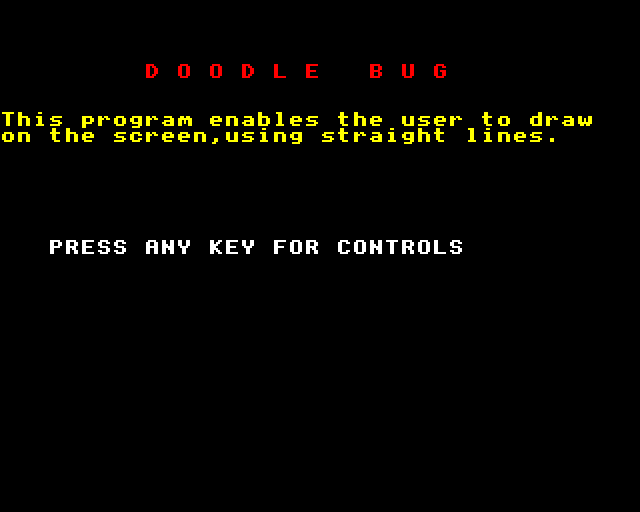 D O O D L E   B U G
This program enables the user to draw
on the screen,using straight lines.
PRESS ANY KEY FOR CONTROLS